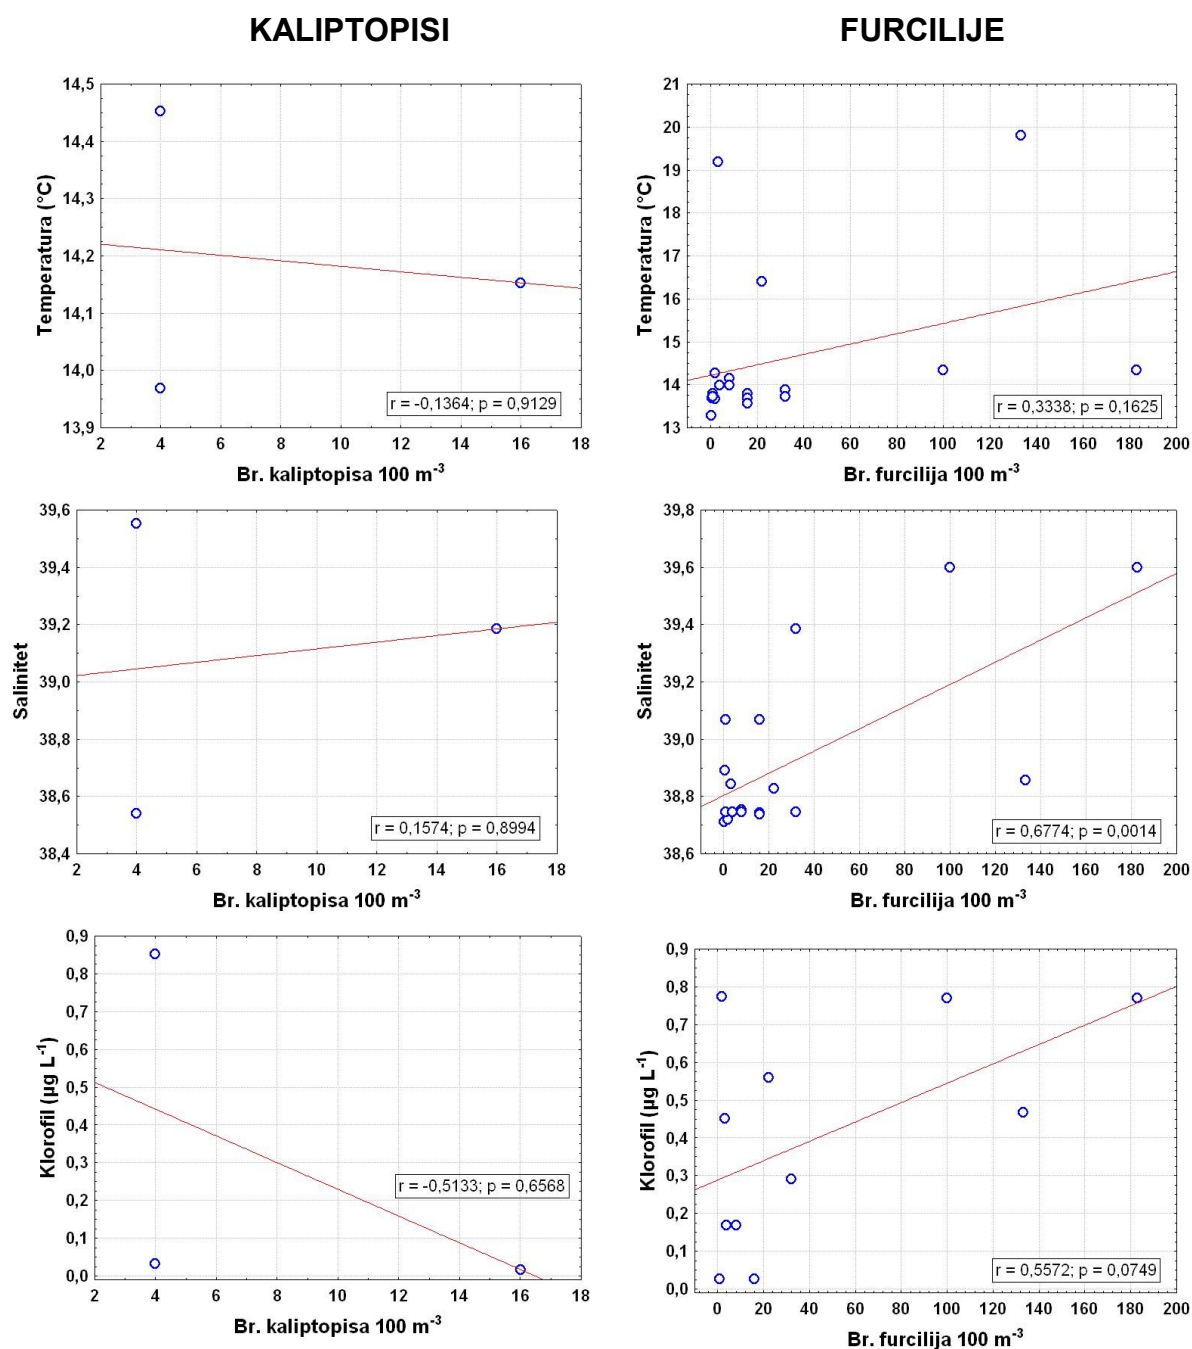 KALIPTOPISI
FURCILIJE
Temperatura (°C)
14,5
14,4
14,3
14,2
14,1
14,0
13,9
r = -0,1364; p = 0,9129
2 4 6 8 10 12 14 16 18
Br. kaliptopisa 100 m⁻³
Temperatura (°C)
21
20
19
18
17
16
15
14
13
r = 0,3338; p = 0,1625
0 20 40 60 80 100 120 140 160 180 200
Br. furcilija 100 m⁻³
Salinitet
39,6
39,4
39,2
39,0
38,8
38,6
38,4
r = 0,1574; p = 0,8994
2 4 6 8 10 12 14 16 18
Br. kaliptopisa 100 m⁻³
Salinitet
39,8
39,6
39,4
39,2
39,0
38,8
38,6
r = 0,6774; p = 0,0014
0 20 40 60 80 100 120 140 160 180 200
Br. furcilija 100 m⁻³
Klorofil (µg L⁻¹)
0,9
0,8
0,7
0,6
0,5
0,4
0,3
0,2
0,1
0,0
r = -0,5133; p = 0,6568
2 4 6 8 10 12 14 16 18
Br. kaliptopisa 100 m⁻³
Klorofil (µg L⁻¹)
0,9
0,8
0,7
0,6
0,5
0,4
0,3
0,2
0,1
0,0
r = 0,5572; p = 0,0749
0 20 40 60 80 100 120 140 160 180 200
Br. furcilija 100 m⁻³